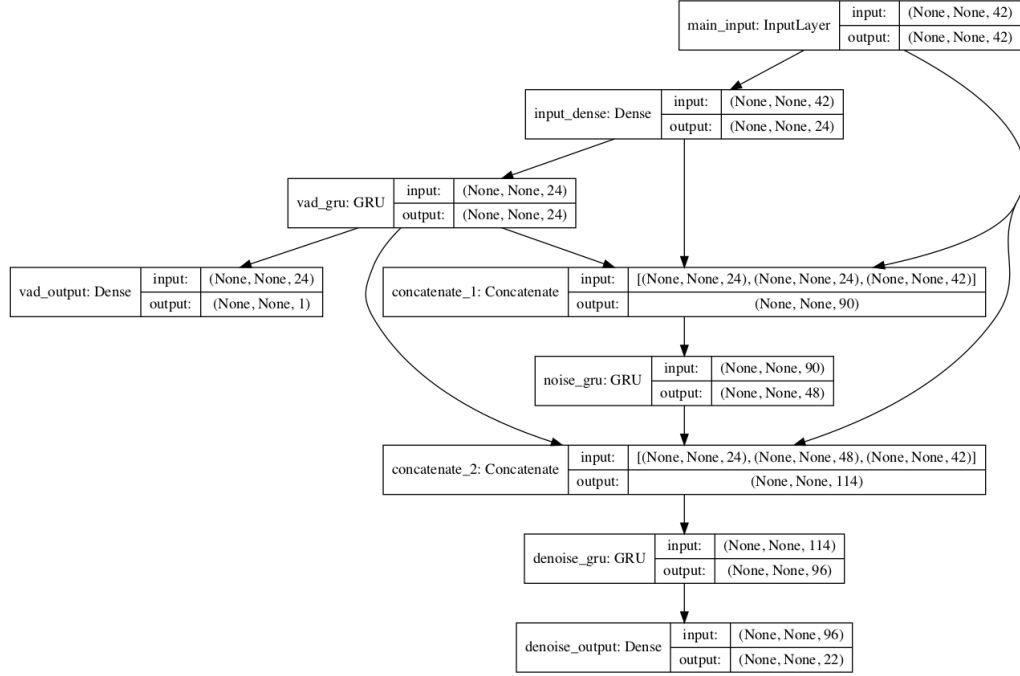 main_input: InputLayer
input: (None, None, 42)
output: (None, None, 42)
input_dense: Dense
input: (None, None, 42)
output: (None, None, 24)
vad_gru: GRU
input: (None, None, 24)
output: (None, None, 24)
vad_output: Dense
input: (None, None, 24)
output: (None, None, 1)
concatenate_1: Concatenate
input: [(None, None, 24), (None, None, 24), (None, None, 42)]
output: (None, None, 90)
noise_gru: GRU
input: (None, None, 90)
output: (None, None, 48)
concatenate_2: Concatenate
input: [(None, None, 24), (None, None, 48), (None, None, 42)]
output: (None, None, 114)
denoise_gru: GRU
input: (None, None, 114)
output: (None, None, 96)
denoise_output: Dense
input: (None, None, 96)
output: (None, None, 22)